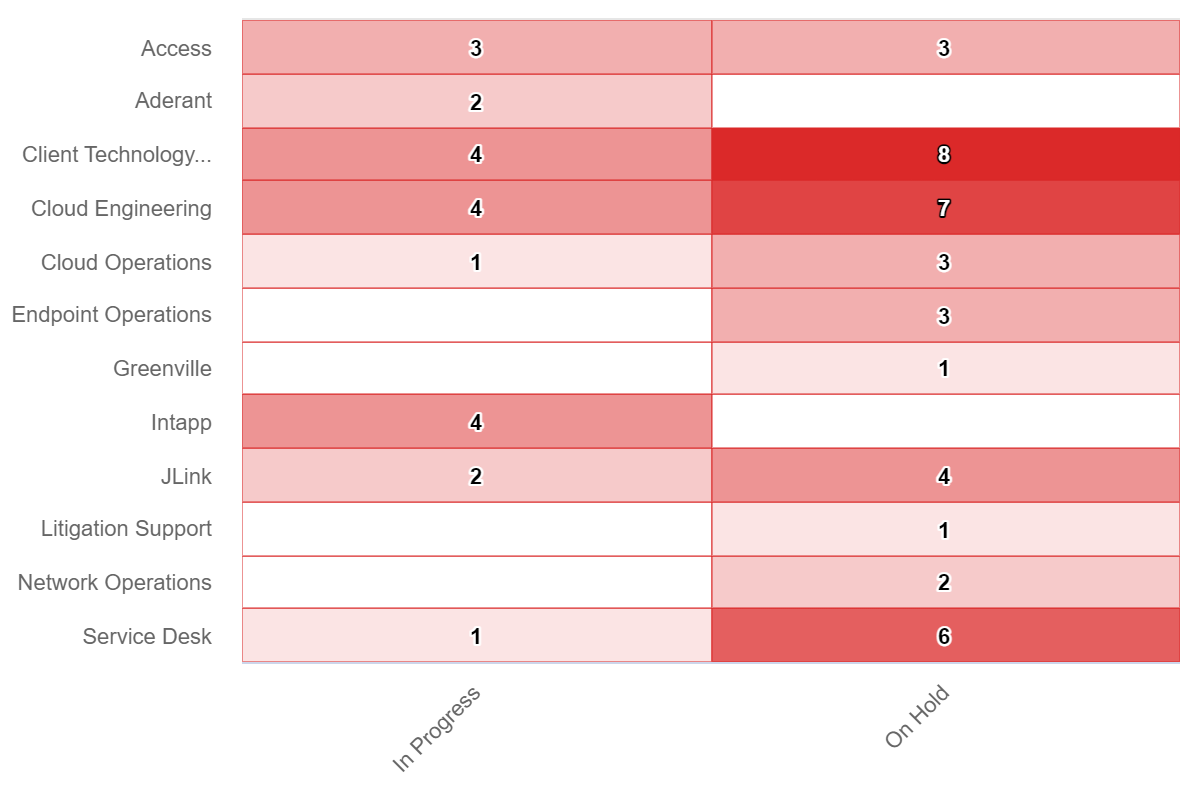 Access 3 3
Aderant 2
Client Technology... 4 8
Cloud Engineering 4 7
Cloud Operations 1 3
Endpoint Operations 3
Greenville 1
Intapp 4
JLink 2 4
Litigation Support 1
Network Operations 2
Service Desk 1 6
In Progress On Hold